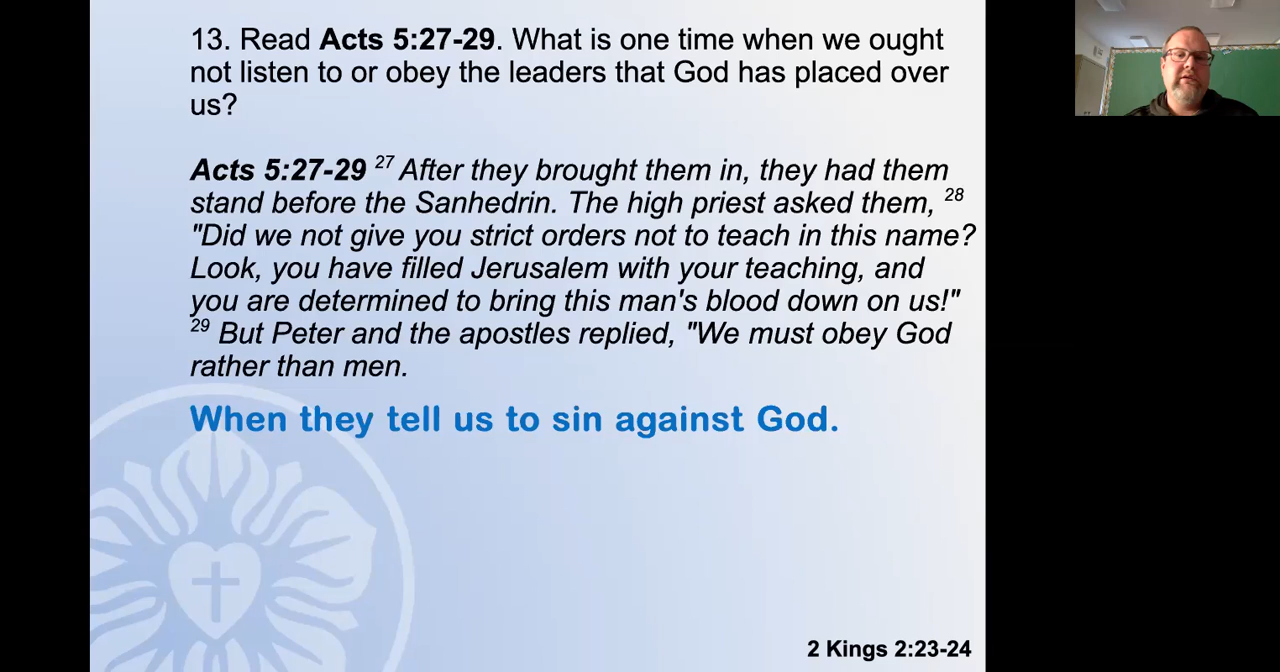 13. Read Acts 5:27-29. What is one time when we ought
not listen to or obey the leaders that God has placed over
us?
Acts 5:27-29 27 After they brought them in, they had them
stand before the Sanhedrin. The high priest asked them, 28
"Did we not give you strict orders not to teach in this name?
Look, you have filled Jerusalem with your teaching, and
you are determined to bring this man's blood down on us!"
29 But Peter and the apostles replied, "We must obey God
rather than men.
When they tell us to sin against God.
2 Kings 2:23-24